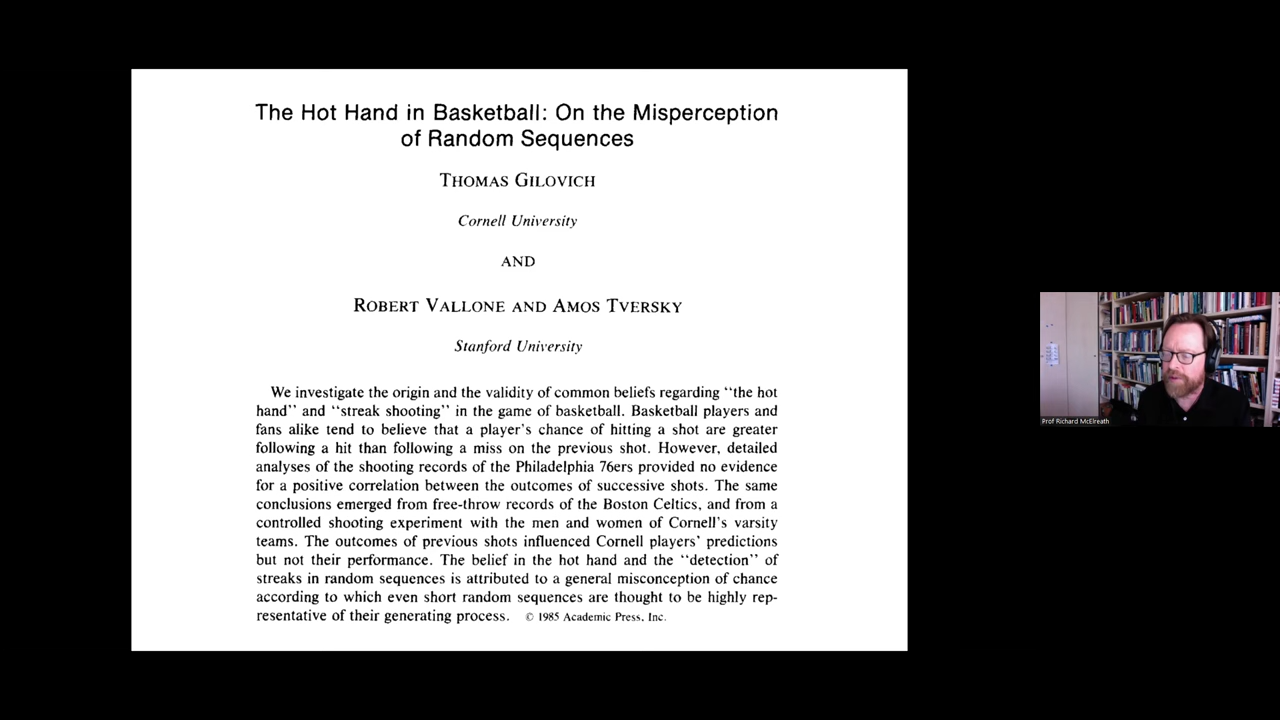 The Hot Hand in Basketball: On the Misperception
of Random Sequences
THOMAS GILOVICH
Cornell University
AND
ROBERT VALLONE AND AMOS TVERSKY
Stanford University
We investigate the origin and the validity of common beliefs regarding "the hot
hand" and "streak shooting" in the game of basketball. Basketball players and
fans alike tend to believe that a player's chance of hitting a shot are greater
following a hit than following a miss on the previous shot. However, detailed
analyses of the shooting records of the Philadelphia 76ers provided no evidence
for a positive correlation between the outcomes of successive shots. The same
conclusions emerged from free-throw records of the Boston Celtics, and from a
controlled shooting experiment with the men and women of Cornell's varsity
teams. The outcomes of previous shots influenced Cornell players' predictions
but not their performance. The belief in the hot hand and the "detection" of
streaks in random sequences is attributed to a general misconception of chance
according to which even short random sequences are thought to be highly rep-
resentative of their generating process. © 1985 Academic Press, Inc.
Prof Richard McElreath